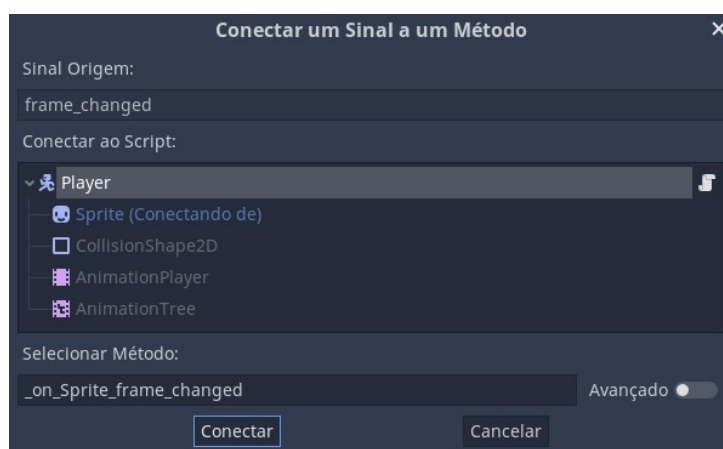 Conectar um Sinal a um Método
Sinal Origem:
frame_changed
Conectar ao Script:
Player
Sprite (Conectando de)
CollisionShape2D
AnimationPlayer
AnimationTree
Selecionar Método:
_on_Sprite_frame_changed Avançado
Conectar Cancelar